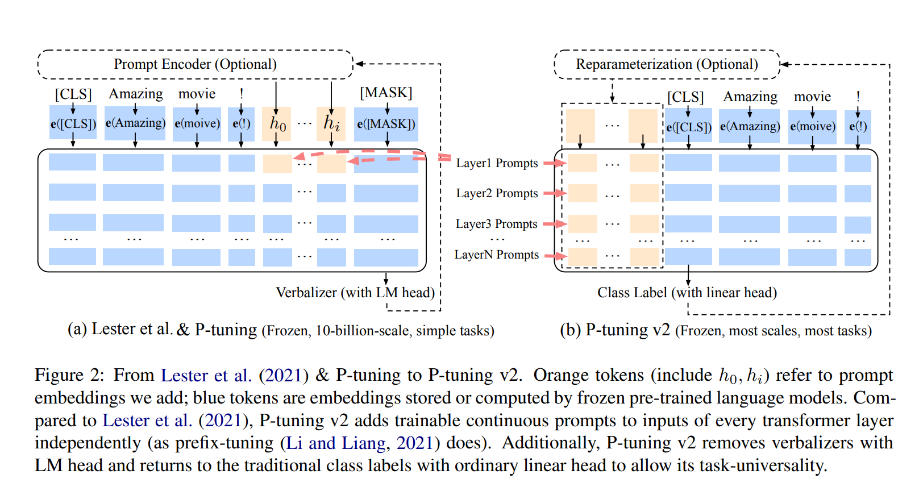 Prompt Encoder (Optional)
[CLS] Amazing movie ! [MASK]
e([CLS]) e(Amazing) e(moive) e(!) h0 ... hi e([MASK])
...
...
...
... ... ...
Verbalizer (with LM head)
(a) Lester et al. & P-tuning (Frozen, 10-billion-scale, simple tasks)
Layer1 Prompts
Layer2 Prompts
Layer3 Prompts
...
LayerN Prompts
Reparameterization (Optional)
[CLS] Amazing movie !
... e([CLS]) e(Amazing) e(moive) e(!)
...
...
...
... ... ... ...
...
Class Label (with linear head)
(b) P-tuning v2 (Frozen, most scales, most tasks)
Figure 2: From Lester et al. (2021) & P-tuning to P-tuning v2. Orange tokens (include h0, hi) refer to prompt
embeddings we add; blue tokens are embeddings stored or computed by frozen pre-trained language models. Com-
pared to Lester et al. (2021), P-tuning v2 adds trainable continuous prompts to inputs of every transformer layer
independently (as prefix-tuning (Li and Liang, 2021) does). Additionally, P-tuning v2 removes verbalizers with
LM head and returns to the traditional class labels with ordinary linear head to allow its task-universality.